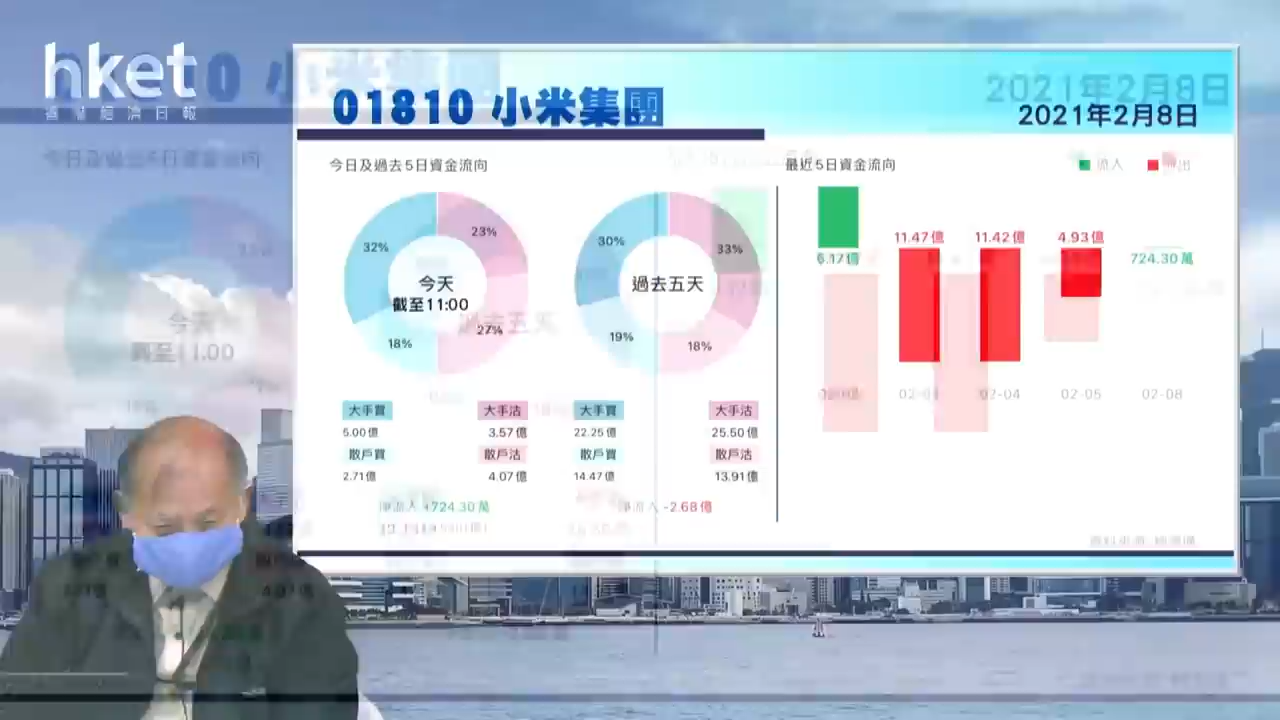 hket
香港經濟日報
01810 小米集團
2021年2月8日
今日及過去5日資金流向
32%
23%
18%
27%
今天
截至11:00
30%
33%
19%
18%
過去五天
大手買
5.00億
散戶買
2.71億
大手沽
3.57億
散戶沽
4.07億
淨流入 +724.30萬
大手買
22.25億
散戶買
14.47億
大手沽
25.50億
散戶沽
13.91億
淨流入 -2.68億
最近5日資金流向
流入
流出
6.17億
11.47億
11.42億
4.93億
724.30萬
02-04
02-05
02-08